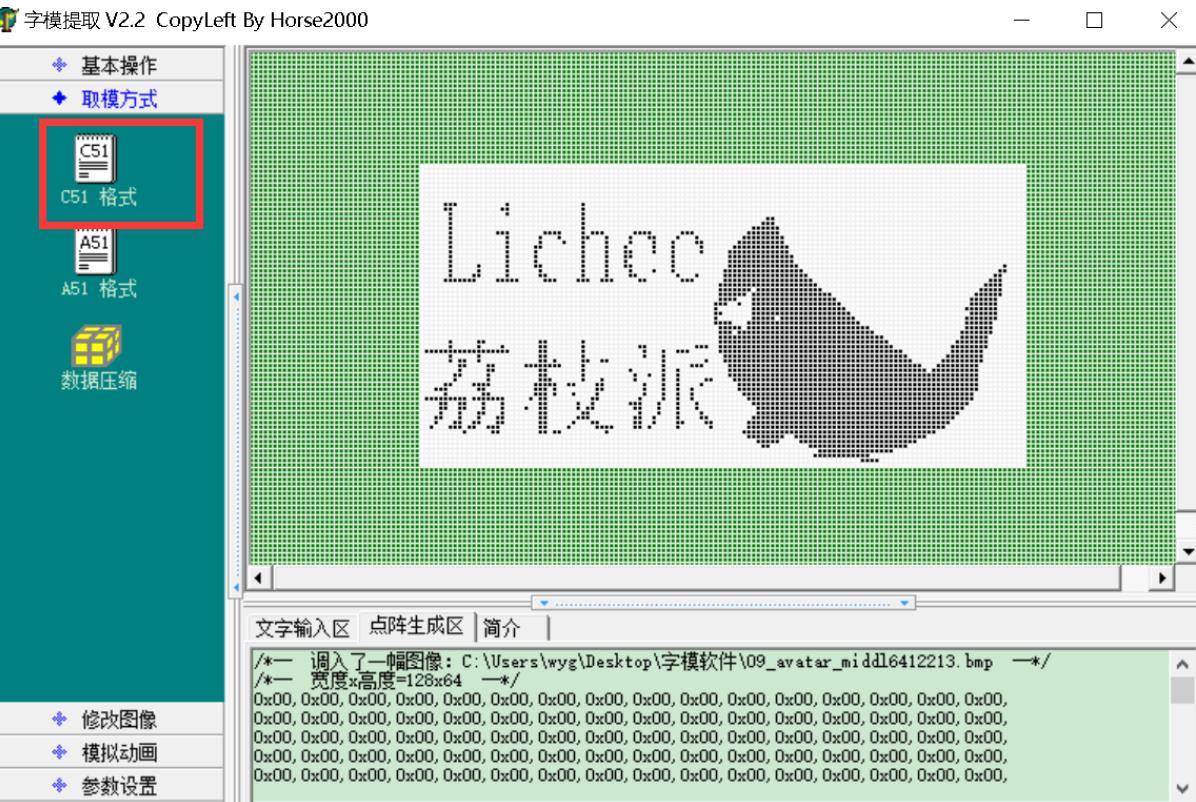 字模提取 V2.2 CopyLeft By Horse2000
基本操作
取模方式
C51
C51 格式
A51
A51 格式
数据压缩
修改图像
模拟动画
参数设置
Lichee
荔枝派
文字输入区 点阵生成区 简介
/*— 调入了一幅图像: C:\Users\wyg\Desktop\字模软件\09_avatar_middl6412213.bmp —*/
/*— 宽度x高度=128x64 —*/
0x00,0x00,0x00,0x00,0x00,0x00,0x00,0x00,0x00,0x00,0x00,0x00,0x00,0x00,0x00,0x00,
0x00,0x00,0x00,0x00,0x00,0x00,0x00,0x00,0x00,0x00,0x00,0x00,0x00,0x00,0x00,0x00,
0x00,0x00,0x00,0x00,0x00,0x00,0x00,0x00,0x00,0x00,0x00,0x00,0x00,0x00,0x00,0x00,
0x00,0x00,0x00,0x00,0x00,0x00,0x00,0x00,0x00,0x00,0x00,0x00,0x00,0x00,0x00,0x00,
0x00,0x00,0x00,0x00,0x00,0x00,0x00,0x00,0x00,0x00,0x00,0x00,0x00,0x00,0x00,0x00,